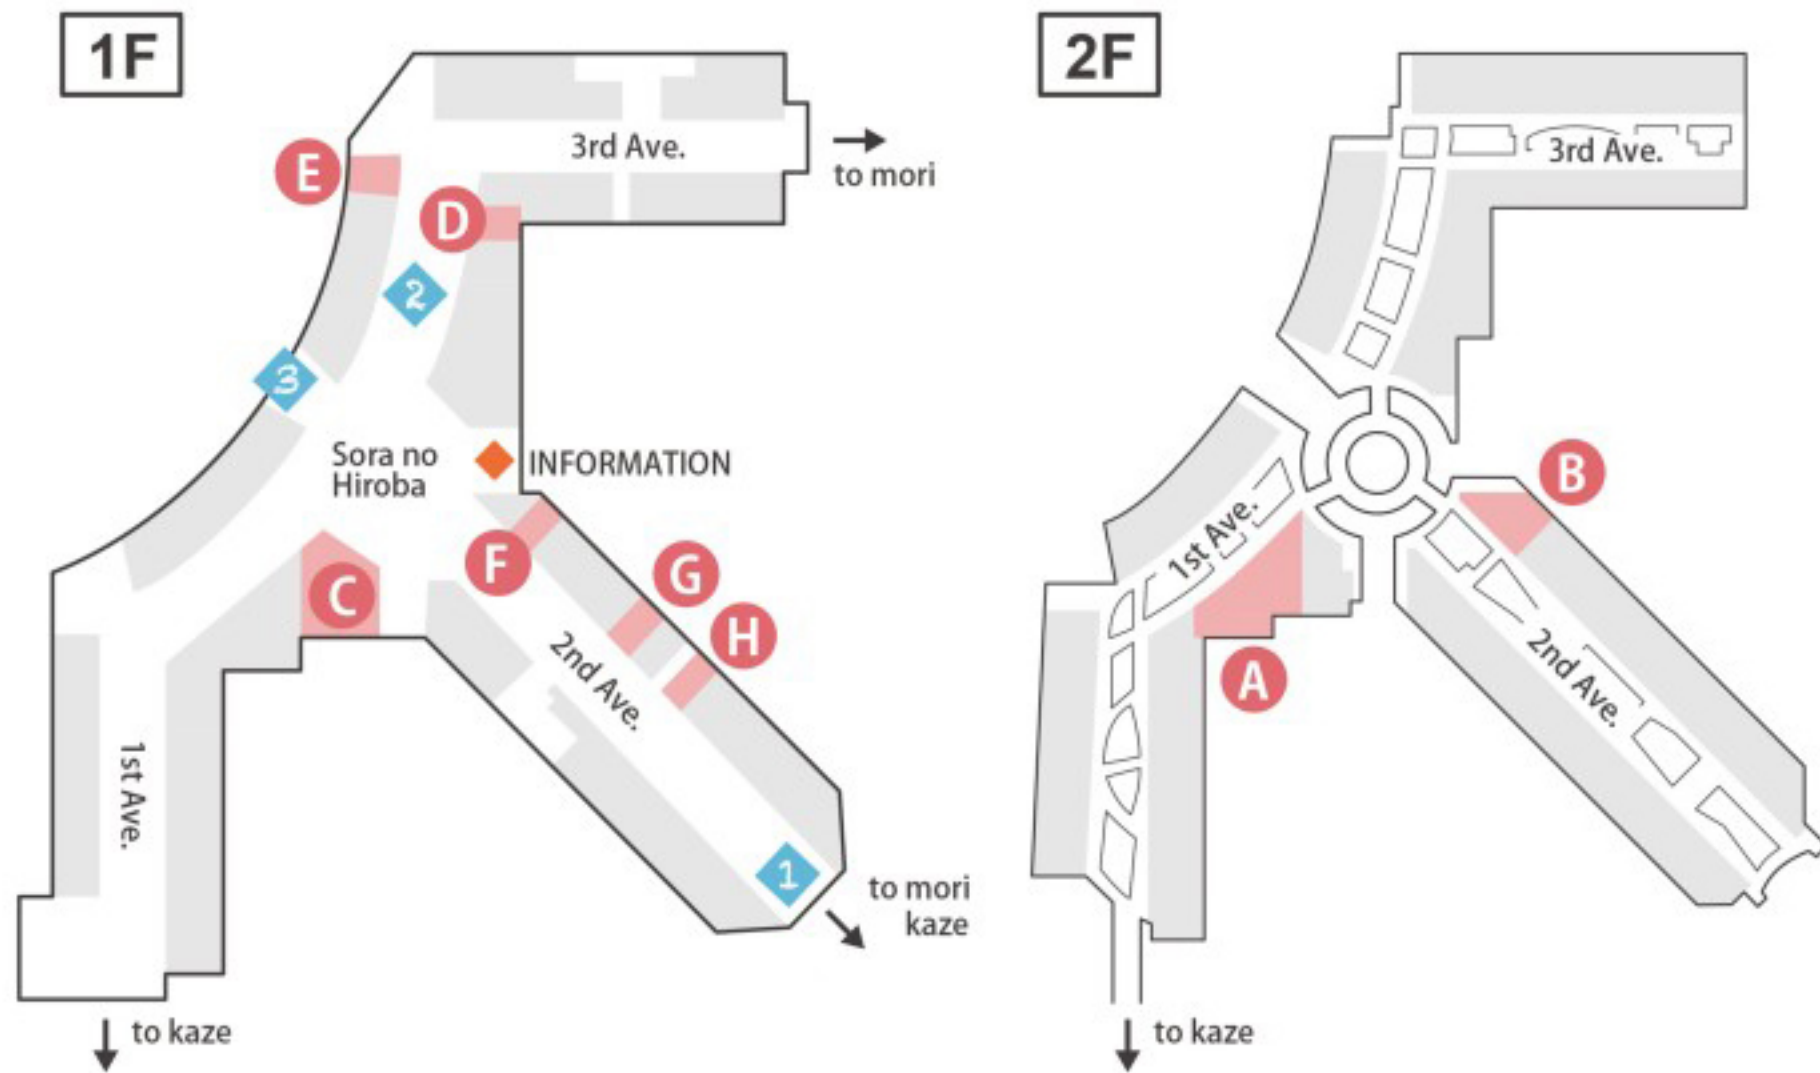 1F
E
D
3rd Ave.
to mori
2
3
Sora no
Hiroba
INFORMATION
C
F
G
H
2nd Ave.
1st Ave.
1
to mori
kaze
to kaze
2F
3rd Ave.
B
1st Ave.
A
2nd Ave.
to kaze